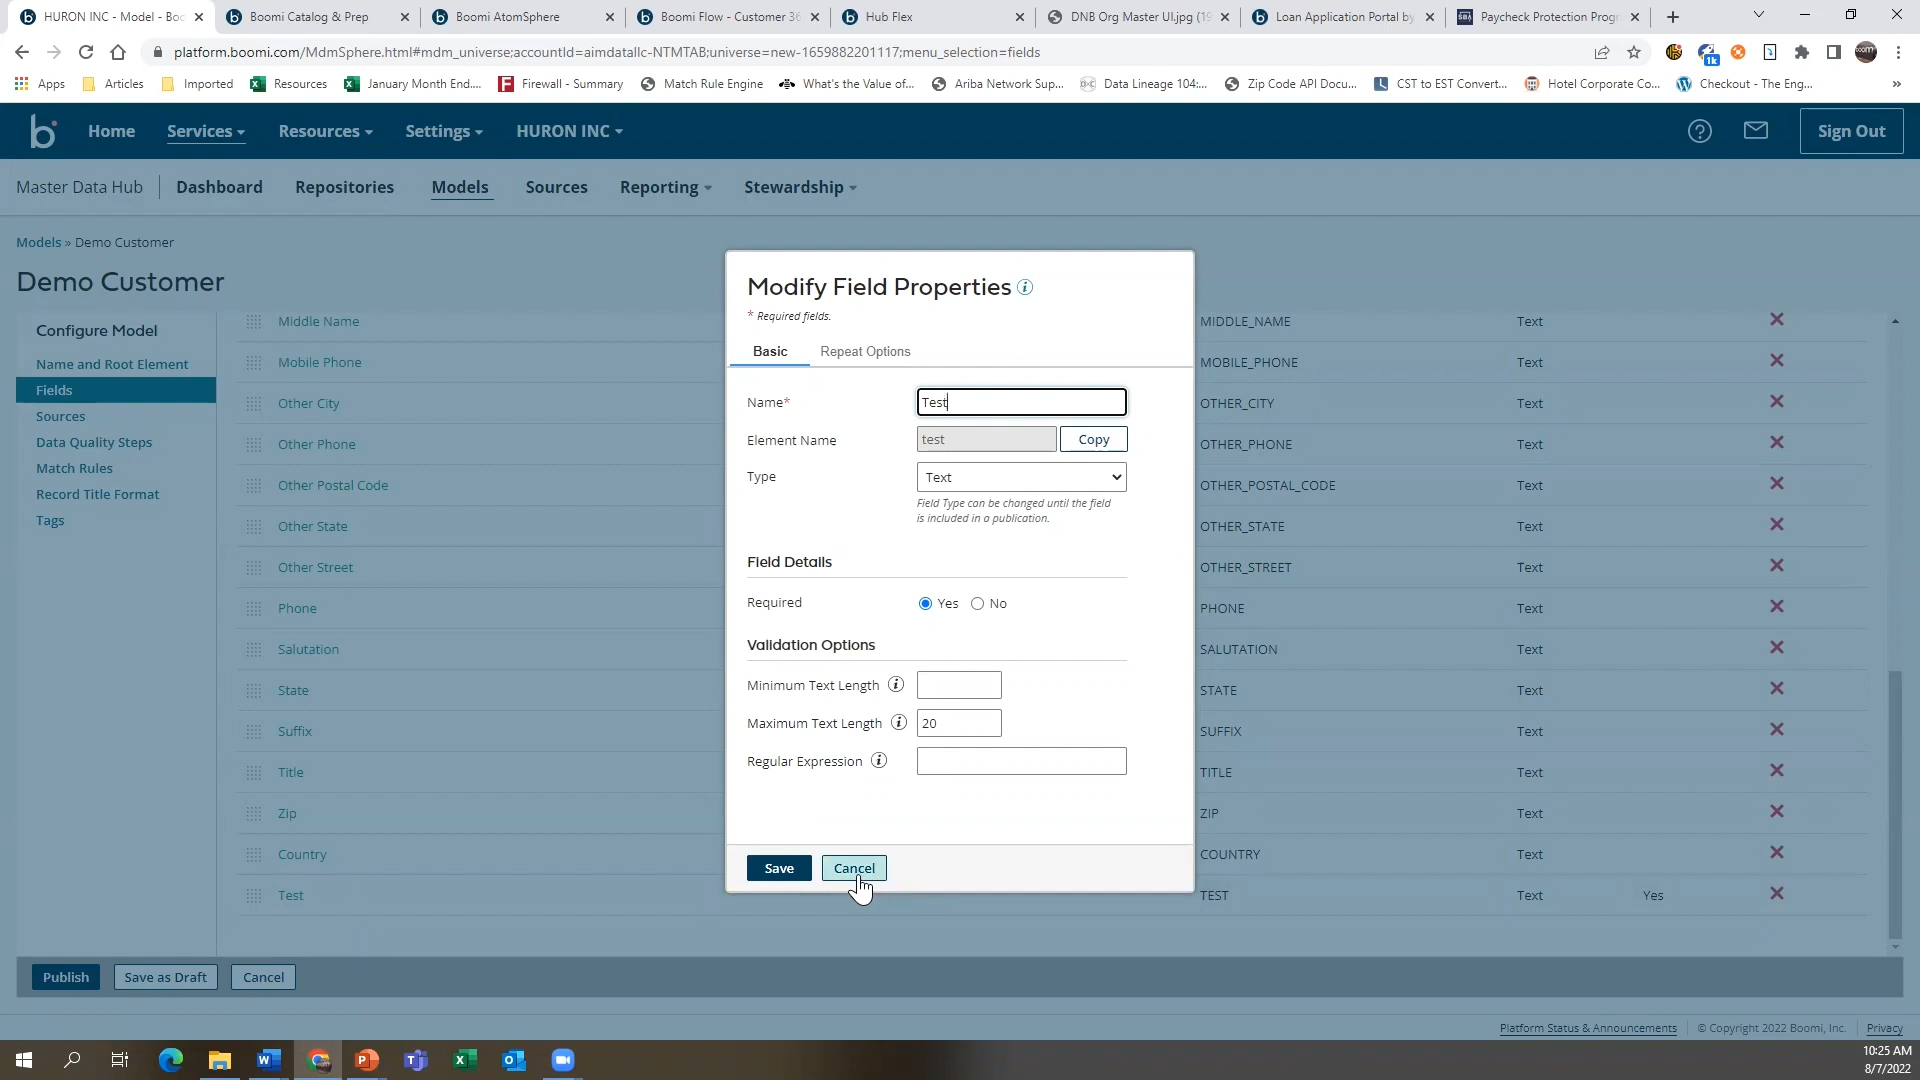 HURON INC - Model - Boo
Boomi Catalog & Prep
Boomi AtomSphere
Boomi Flow - Customer 36
Hub Flex
DNB Org Master UI.jpg (19
Loan Application Portal by
Paycheck Protection Progr
platform.boomi.com/MdmSphere.html#mdm_universe;accountId=aimdatallc-NTMTAB;universe=new-1659882201117;menu_selection=fields
1k
Apps
Articles
Imported
Resources
January Month End....
Firewall - Summary
Match Rule Engine
What's the Value of...
Ariba Network Sup...
Data Lineage 104:...
Zip Code API Docu...
CST to EST Convert...
Hotel Corporate Co...
Checkout - The Eng...
»
b Home Services Resources Settings HURON INC
Sign Out
Master Data Hub Dashboard Repositories Models Sources Reporting Stewardship
Models » Demo Customer
Demo Customer
Configure Model
Name and Root Element
Fields
Sources
Data Quality Steps
Match Rules
Record Title Format
Tags
Middle Name MIDDLE_NAME Text
Mobile Phone MOBILE_PHONE Text
Other City OTHER_CITY Text
Other Phone OTHER_PHONE Text
Other Postal Code OTHER_POSTAL_CODE Text
Other State OTHER_STATE Text
Other Street OTHER_STREET Text
Phone PHONE Text
Salutation SALUTATION Text
State STATE Text
Suffix SUFFIX Text
Title TITLE Text
Zip ZIP Text
Country COUNTRY Text
Test TEST Text Yes
Modify Field Properties i
* Required fields.
Basic Repeat Options
Name* Test
Element Name test Copy
Type Text
Field Type can be changed until the field
is included in a publication.
Field Details
Required Yes No
Validation Options
Minimum Text Length i
Maximum Text Length i 20
Regular Expression i
Save Cancel
Publish Save as Draft Cancel
Platform Status & Announcements © Copyright 2022 Boomi, Inc. Privacy
10:25 AM
8/7/2022